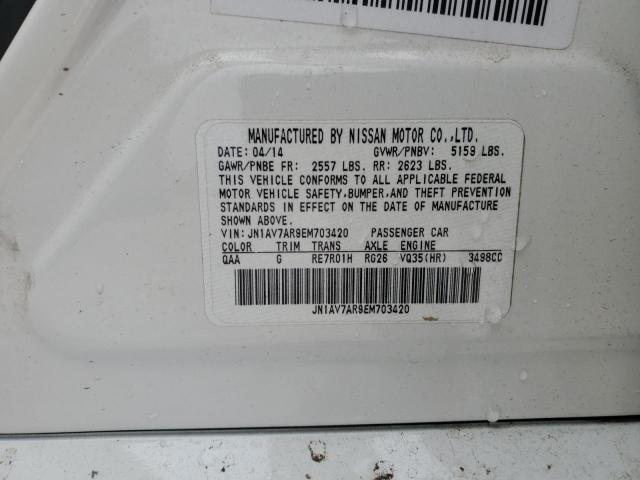 MANUFACTURED BY NISSAN MOTOR CO.,LTD.
DATE: 04/14 GVWR/PNBV: 5159 LBS.
GAWR/PNBE FR: 2557 LBS. RR: 2623 LBS.
THIS VEHICLE CONFORMS TO ALL APPLICABLE FEDERAL
MOTOR VEHICLE SAFETY,BUMPER,AND THEFT PREVENTION
STANDARDS IN EFFECT ON THE DATE OF MANUFACTURE
SHOWN ABOVE.
VIN:JN1AV7AR9EM703420 PASSENGER CAR
COLOR TRIM TRANS AXLE ENGINE
QAA G RE7R01H RG26 VQ35(HR) 3498CC
JN1AV7AR9EM703420